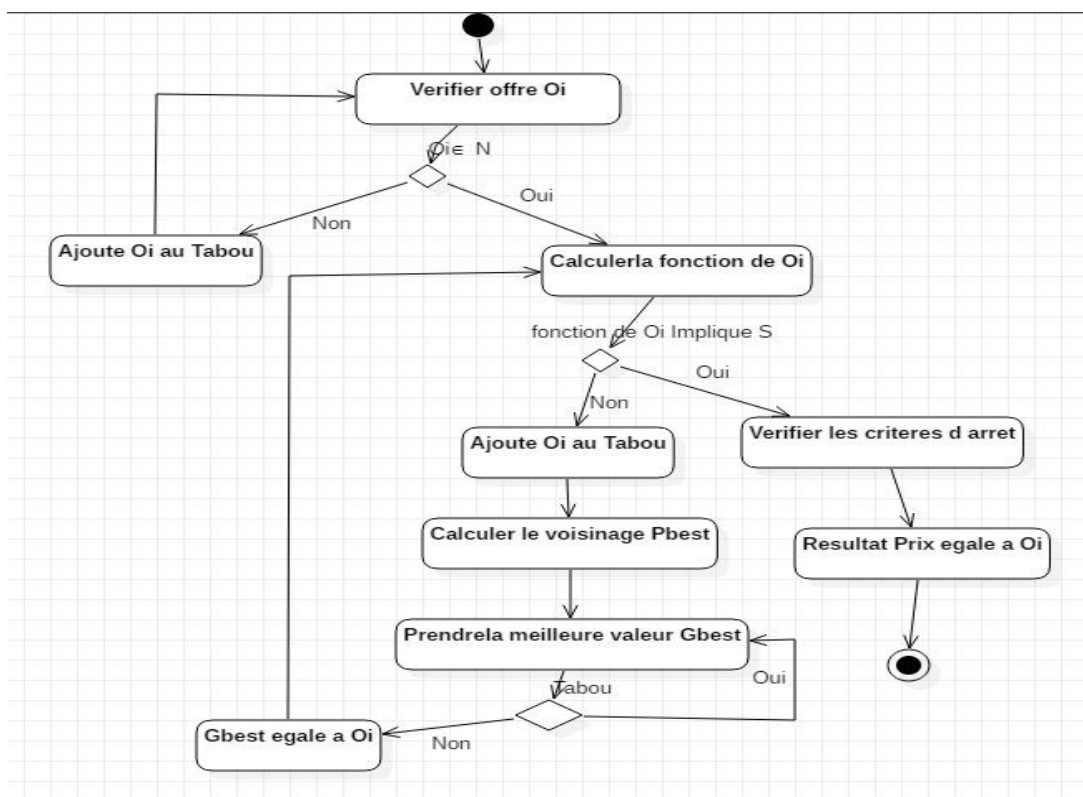 Verifier offre Oi
Oi∈ N
Oui
Non
Ajoute Oi au Tabou
Calculerla fonction de Oi
fonction de Oi Implique S
Oui
Non
Verifier les criteres d arret
Ajoute Oi au Tabou
Calculer le voisinage Pbest
Resultat Prix egale a Oi
Prendrela meilleure valeur Gbest
Oui
Tabou
Gbest egale a Oi
Non